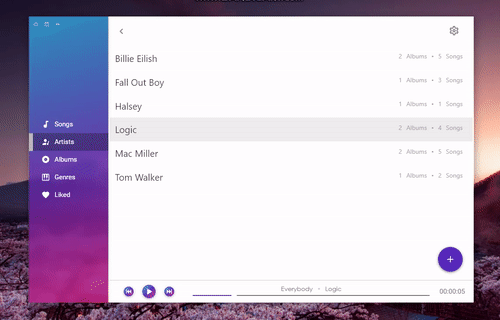 Songs
Artists
Albums
Genres
Liked
Billie Eilish
2 Albums • 5 Songs
Fall Out Boy
1 Albums • 3 Songs
Halsey
1 Albums • 1 Songs
Logic
2 Albums • 4 Songs
Mac Miller
2 Albums • 5 Songs
Tom Walker
1 Albums • 2 Songs
Everybody • Logic
00:00:05